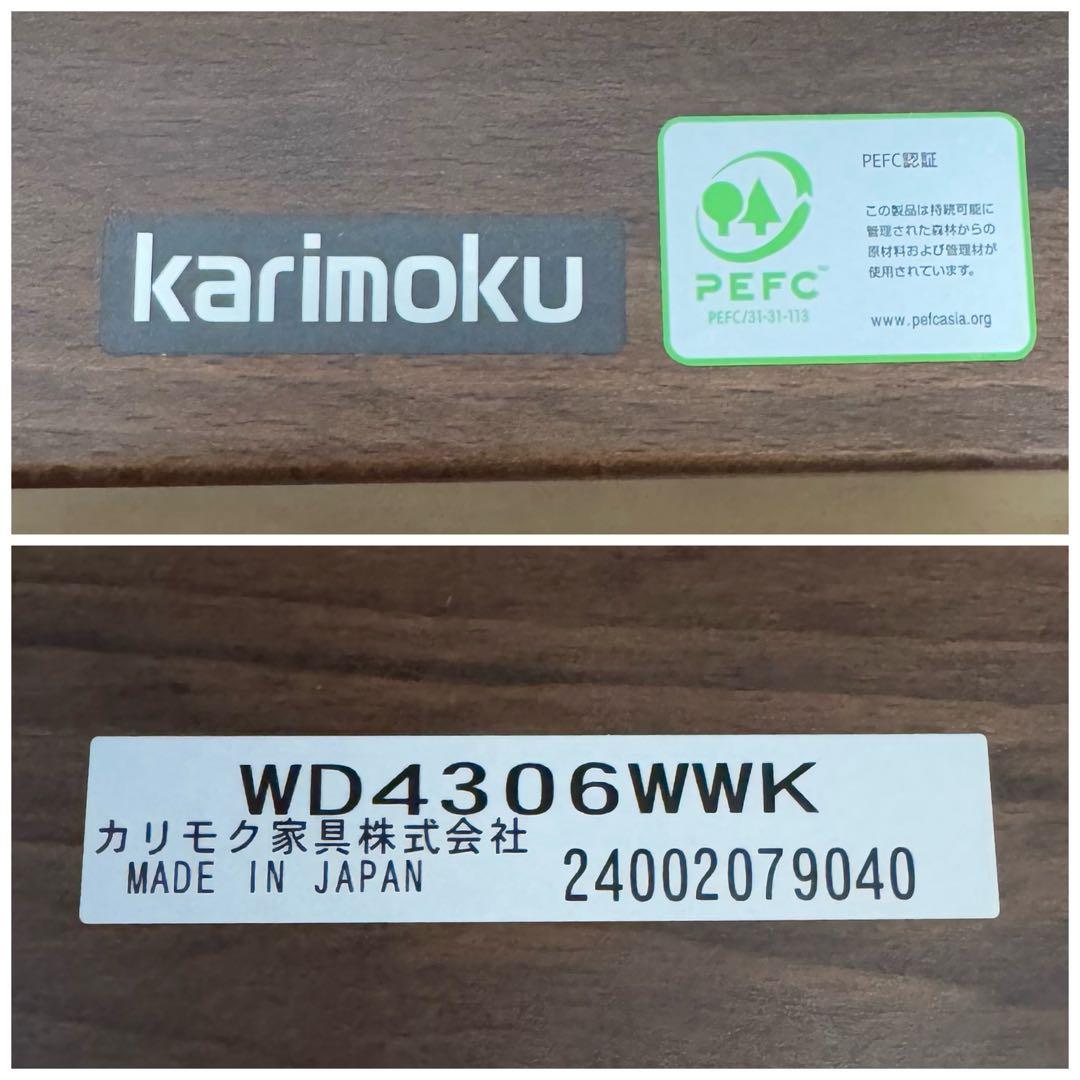 karimoku
PEFC認証
この製品は持続可能に
管理された森林からの
原材料および管理材が
使用されています。
PEFC™
PEFC/31-31-113
www.pefcasia.org
WD4306WWK
カリモク家具株式会社
MADE IN JAPAN
24002079040